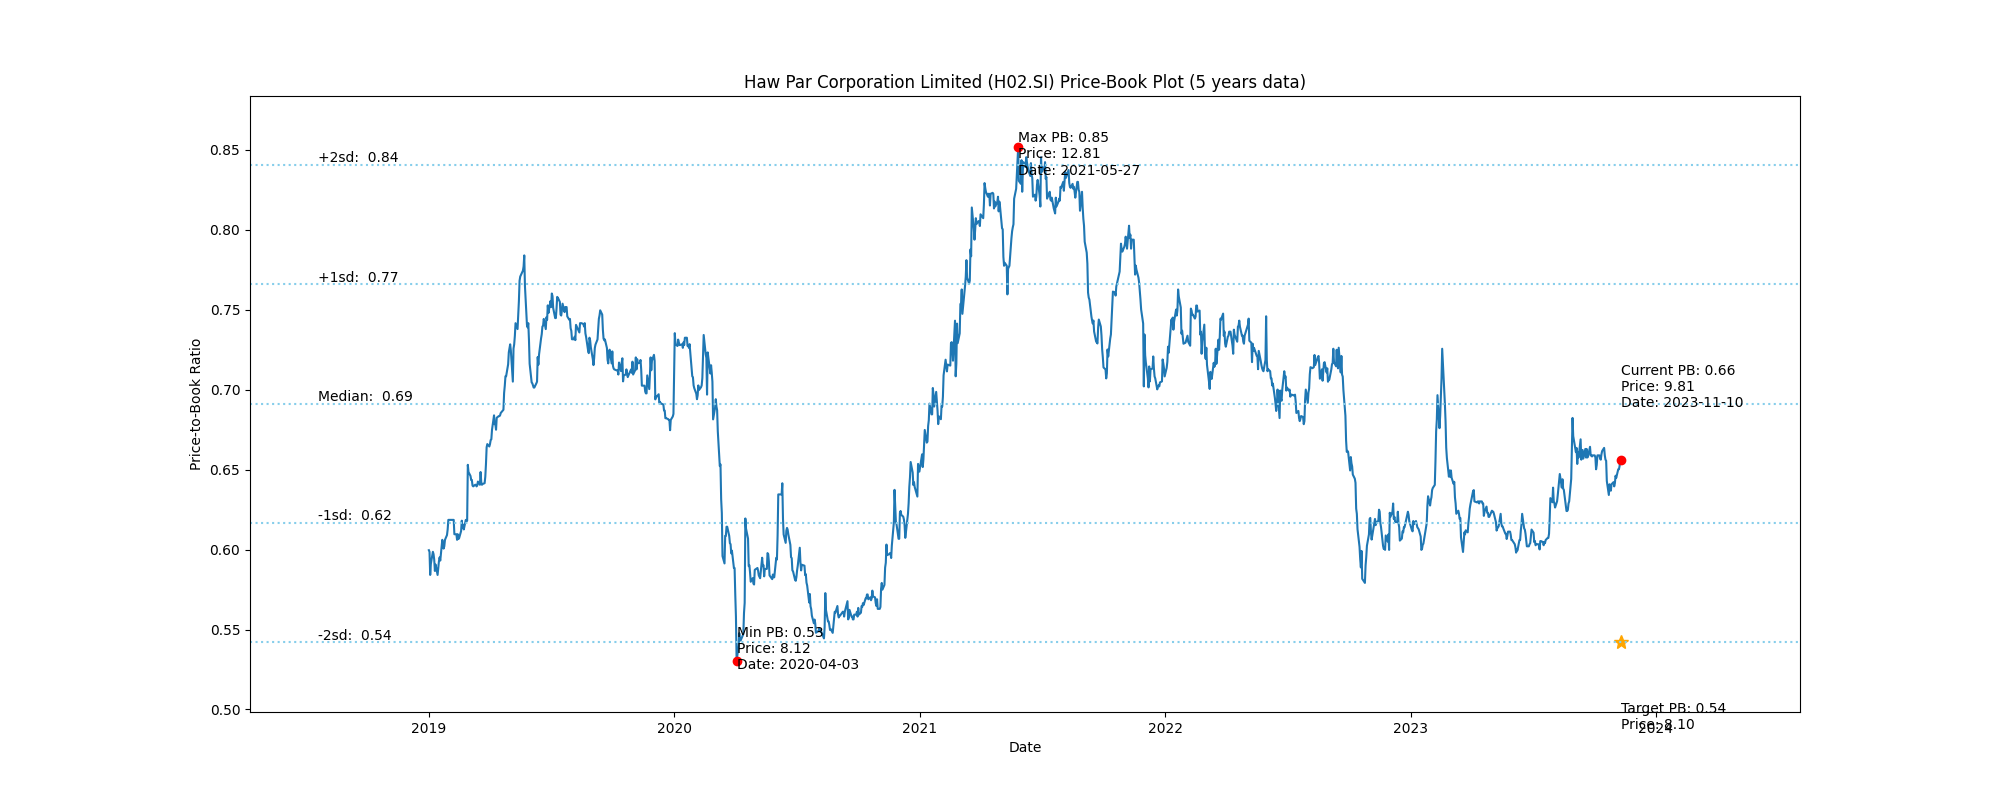 Haw Par Corporation Limited (H02.SI) Price-Book Plot (5 years data)
Price-to-Book Ratio
0.85
0.80
0.75
0.70
0.65
0.60
0.55
0.50
+2sd:  0.84
+1sd:  0.77
Median:  0.69
-1sd:  0.62
-2sd:  0.54
Max PB: 0.85
Price: 12.81
Date: 2021-05-27
Min PB: 0.53
Price: 8.12
Date: 2020-04-03
Current PB: 0.66
Price: 9.81
Date: 2023-11-10
Target PB: 0.54
Price: 8.10
2019
2020
2021
2022
2023
2024
Date